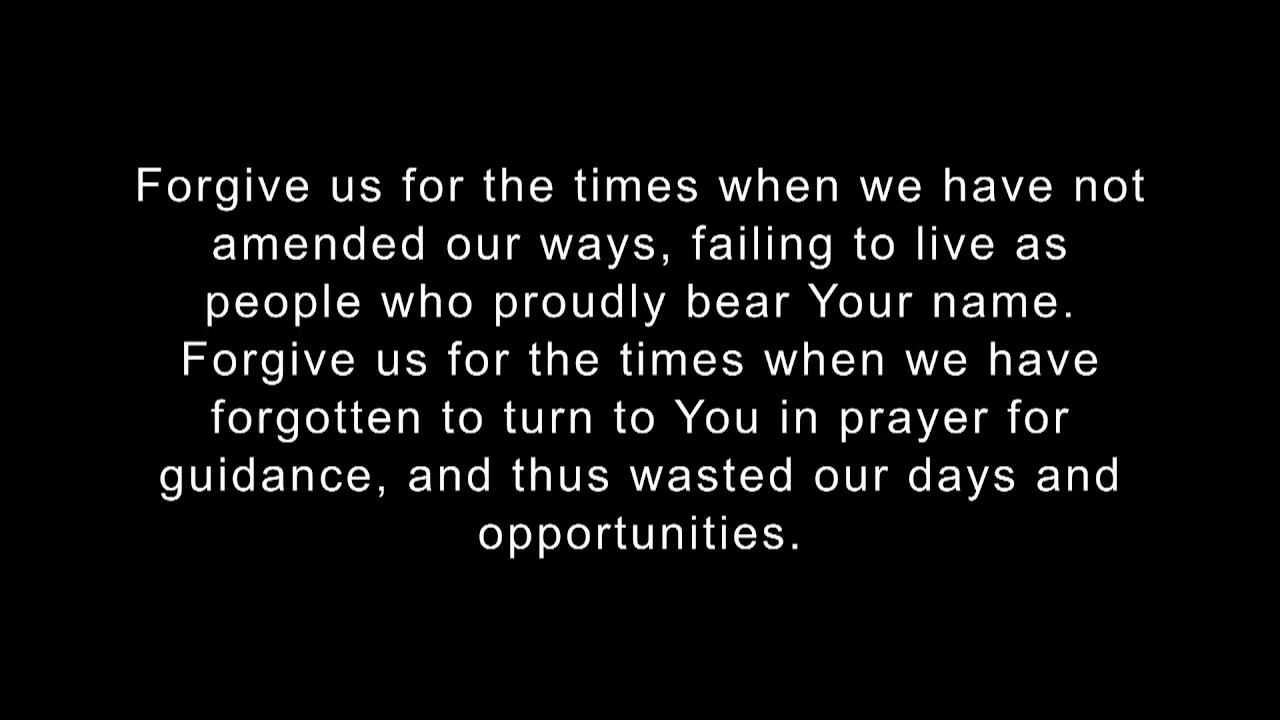 Forgive us for the times when we have not
amended our ways, failing to live as
people who proudly bear Your name.
Forgive us for the times when we have
forgotten to turn to You in prayer for
guidance, and thus wasted our days and
opportunities.